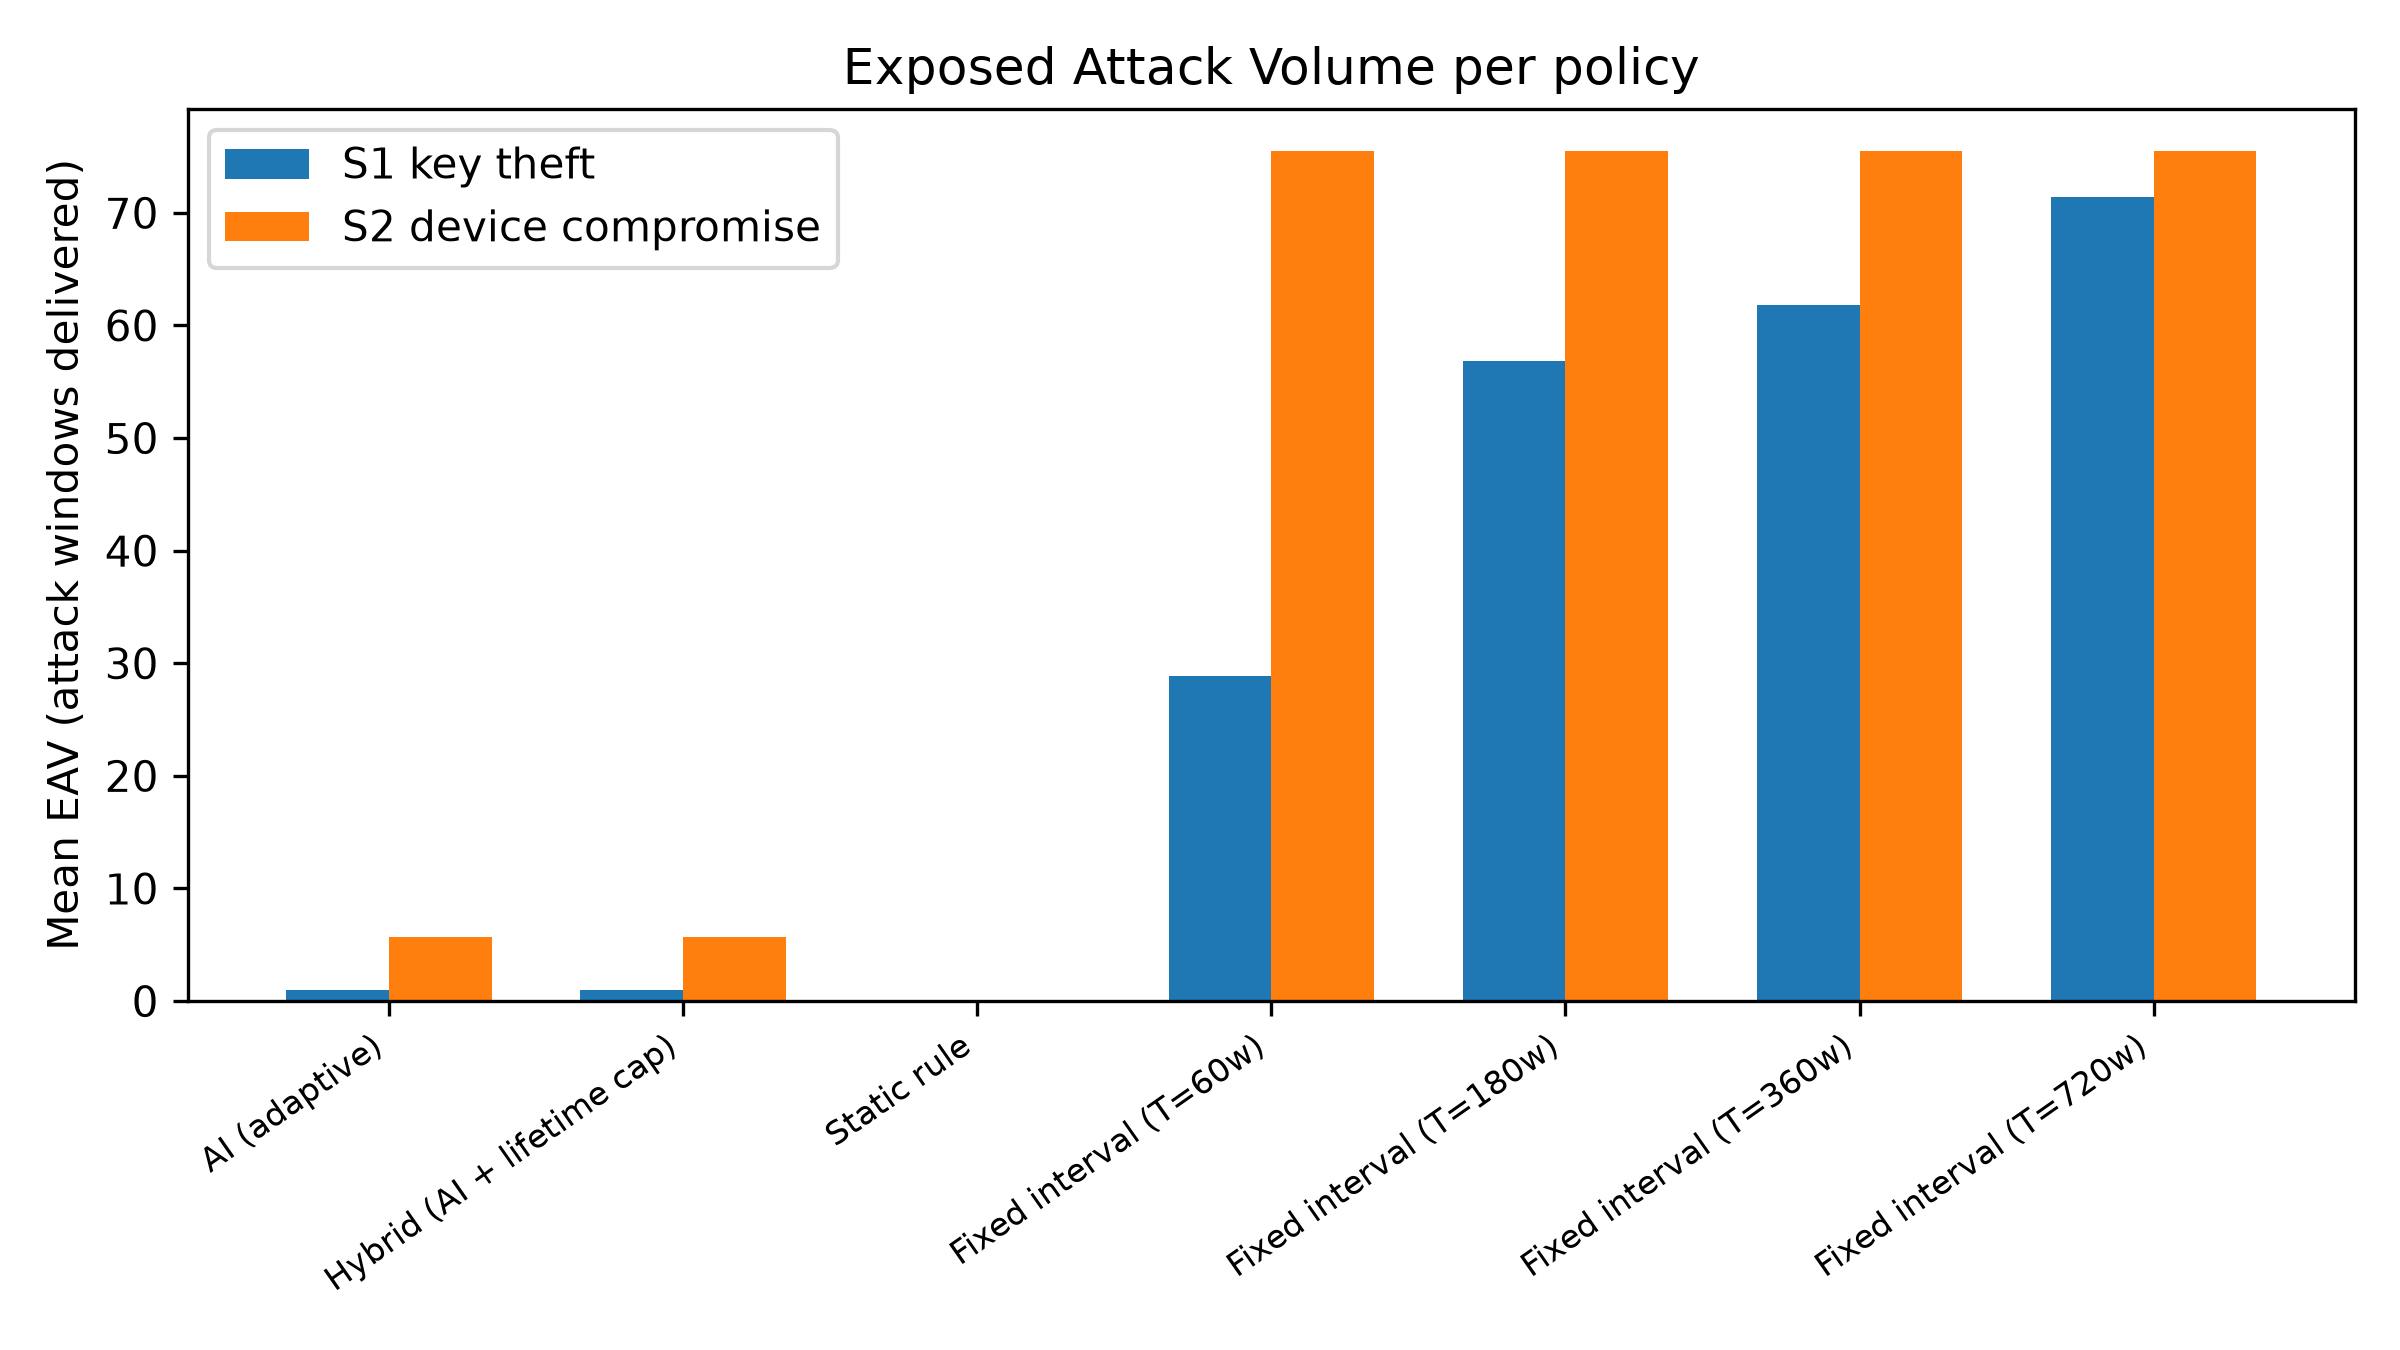 Exposed Attack Volume per policy
S1 key theft
S2 device compromise
Mean EAV (attack windows delivered)
70
60
50
40
30
20
10
0
AI (adaptive)
Hybrid (AI + lifetime cap)
Static rule
Fixed interval (T=60w)
Fixed interval (T=180w)
Fixed interval (T=360w)
Fixed interval (T=720w)